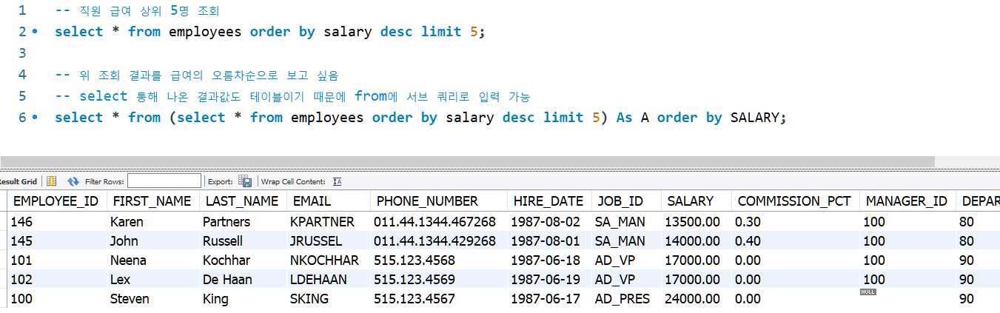 1 -- 직원 급여 상위 5명 조회
2 select * from employees order by salary desc limit 5;
3
4 -- 위 조회 결과를 급여의 오름차순으로 보고 싶음
5 -- select 통해 나온 결과값도 테이블이기 때문에 from에 서브 쿼리로 입력 가능
6 select * from (select * from employees order by salary desc limit 5) As A order by SALARY;
esult Grid Filter Rows: Export: Wrap Cell Content: IA
EMPLOYEE_ID FIRST_NAME LAST_NAME EMAIL PHONE_NUMBER HIRE_DATE JOB_ID SALARY COMMISSION_PCT MANAGER_ID DEPAR
146 Karen Partners KPARTNER 011.44.1344.467268 1987-08-02 SA_MAN 13500.00 0.30 100 80
145 John Russell JRUSSEL 011.44.1344.429268 1987-08-01 SA_MAN 14000.00 0.40 100 80
101 Neena Kochhar NKOCHHAR 515.123.4568 1987-06-18 AD_VP 17000.00 0.00 100 90
102 Lex De Haan LDEHAAN 515.123.4569 1987-06-19 AD_VP 17000.00 0.00 100 90
100 Steven King SKING 515.123.4567 1987-06-17 AD_PRES 24000.00 0.00 NULL 90